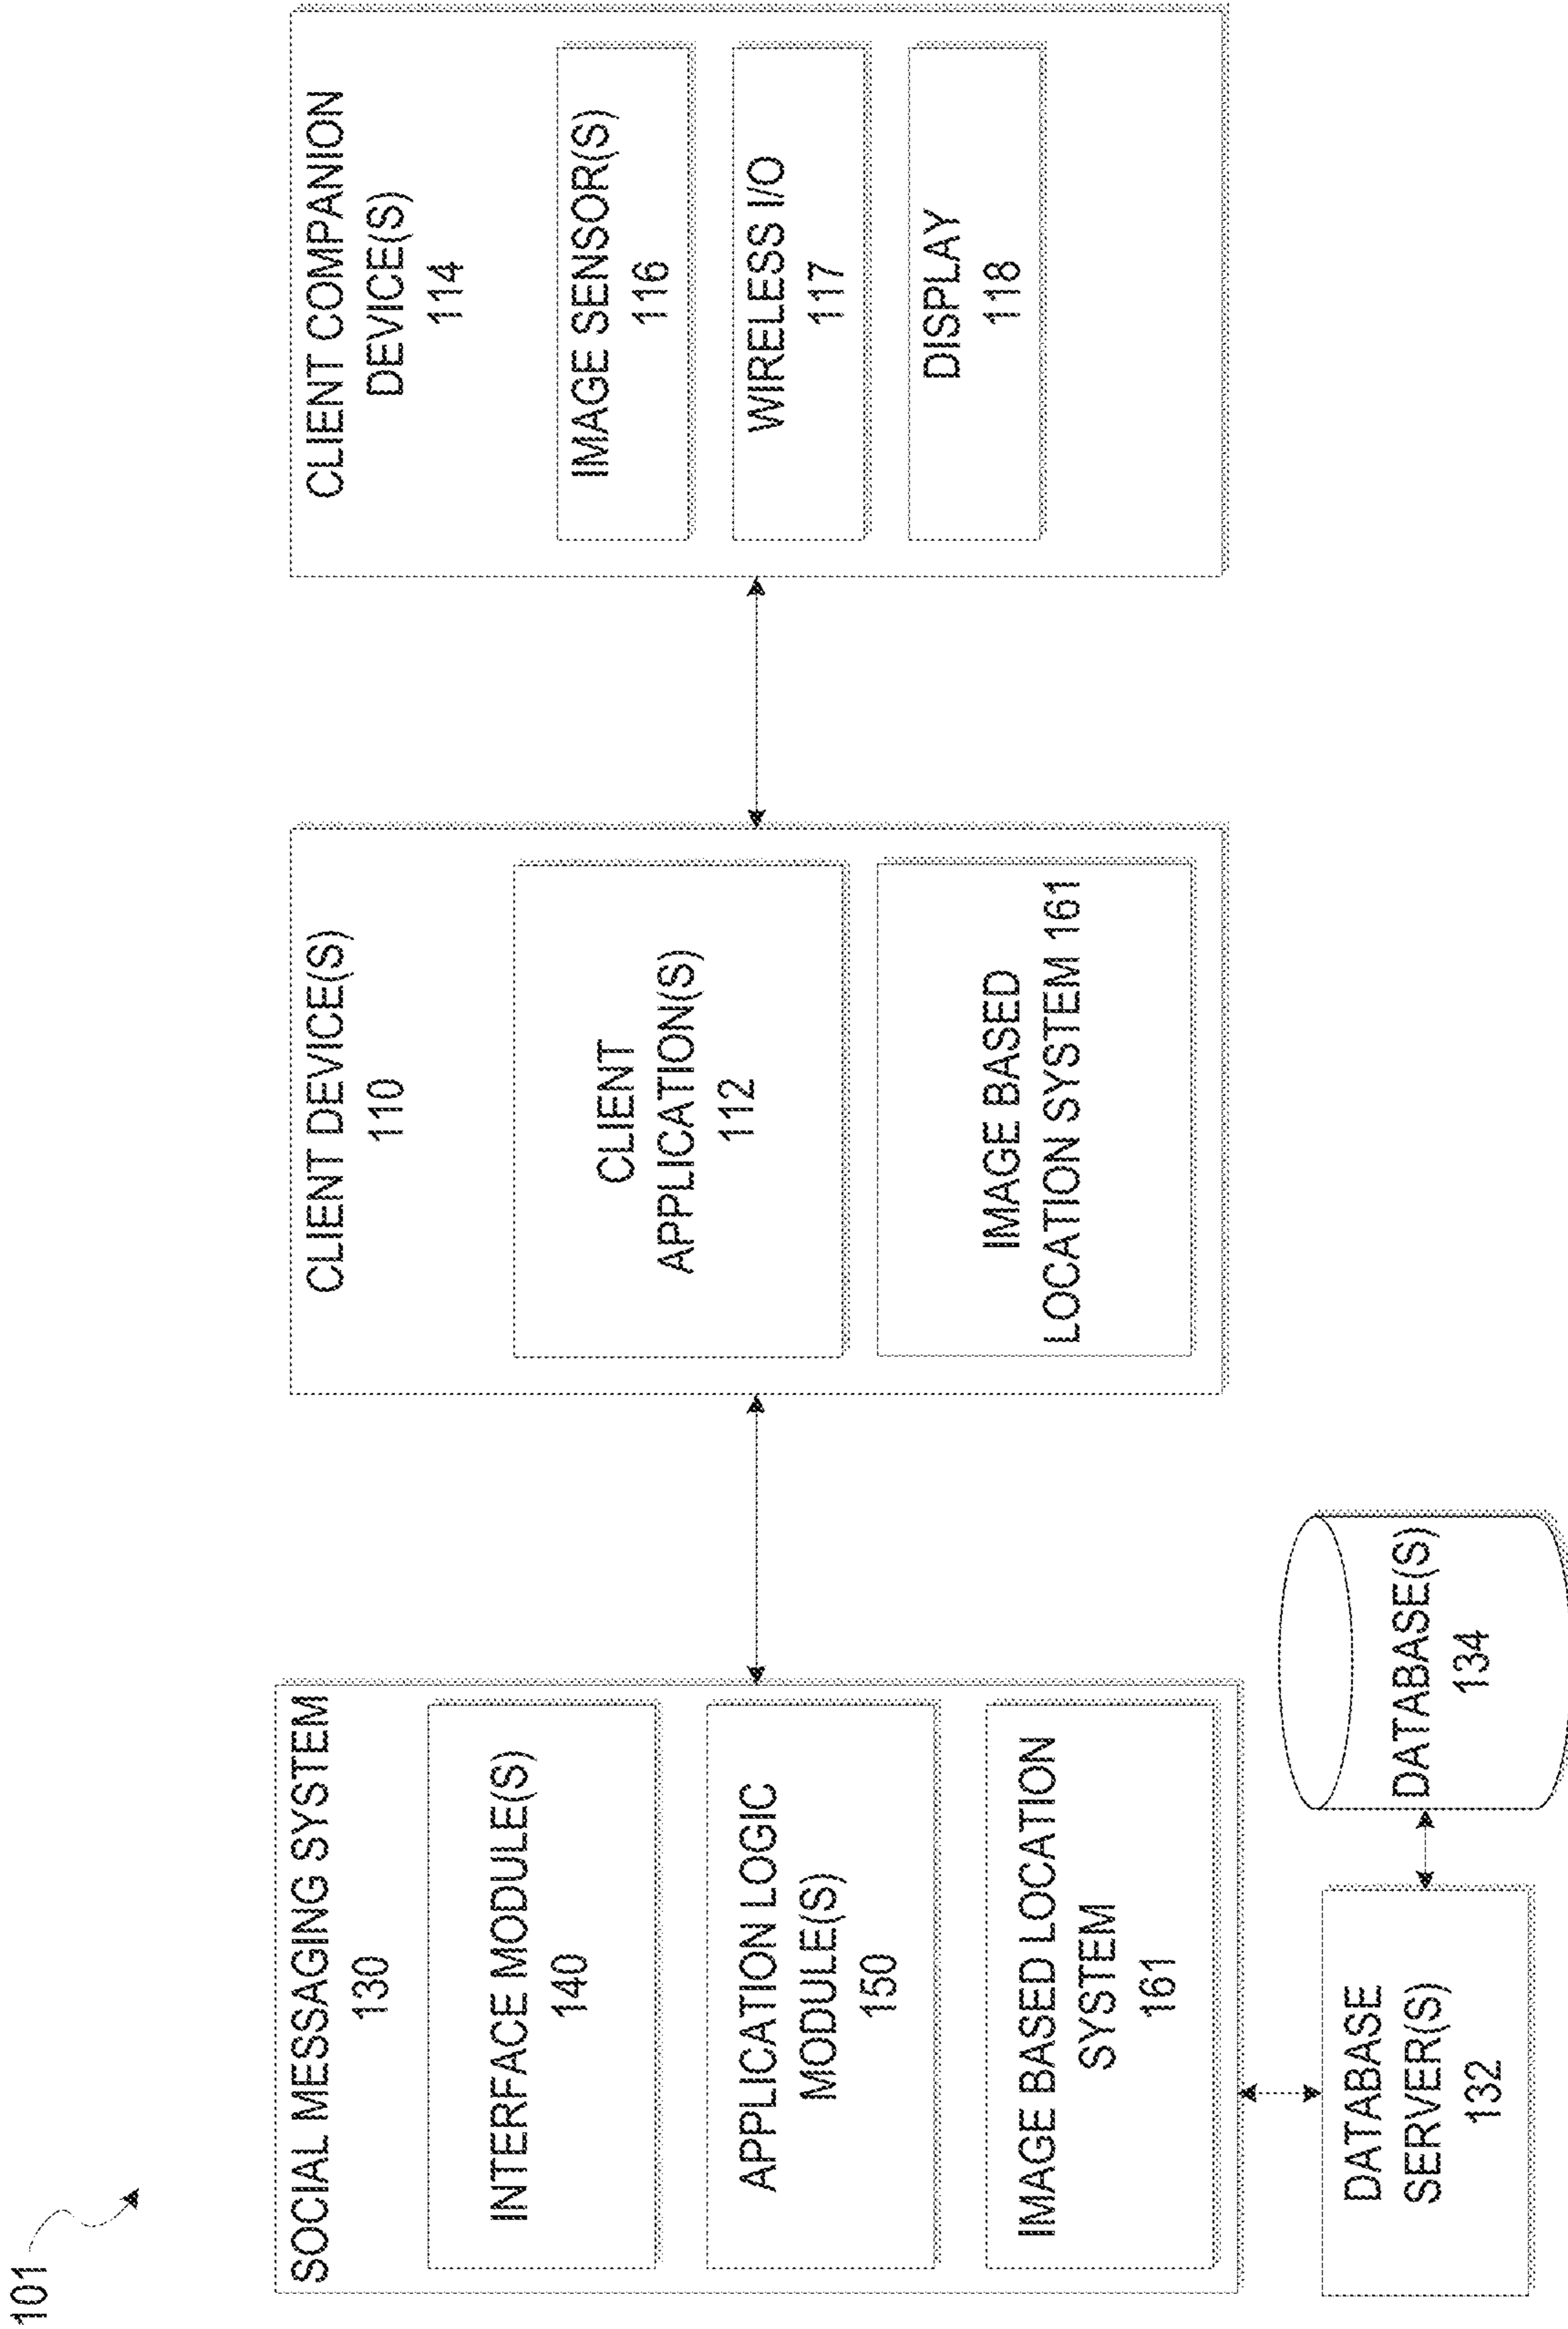 101
SOCIAL MESSAGING SYSTEM
130
INTERFACE MODULE(S)
140
APPLICATION LOGIC
MODULE(S)
150
IMAGE BASED LOCATION
SYSTEM
161
DATABASE
SERVER(S)
132
DATABASE(S)
134
CLIENT DEVICE(S)
110
CLIENT
APPLICATION(S)
112
IMAGE BASED
LOCATION SYSTEM 161
CLIENT COMPANION
DEVICE(S)
114
IMAGE SENSOR(S)
116
WIRELESS I/O
117
DISPLAY
118